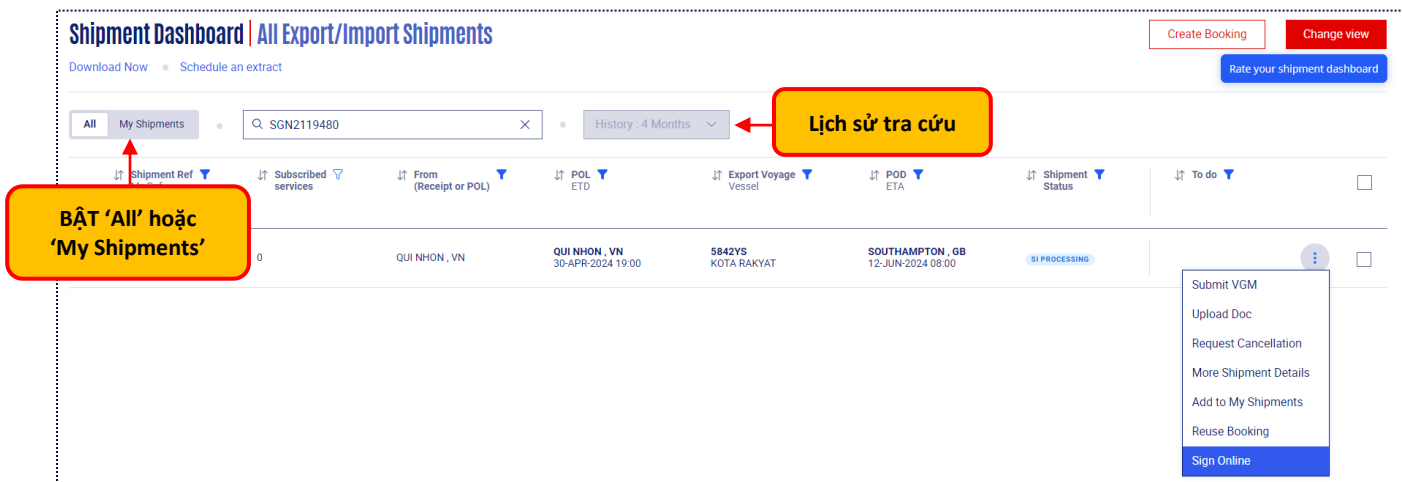 Shipment Dashboard | All Export/Import Shipments
Create Booking
Change view
Download Now
Schedule an extract
Rate your shipment dashboard
All
My Shipments
SGN2119480
History : 4 Months
Lịch sử tra cứu
Shipment Ref
Subscribed
services
From
(Receipt or POL)
POL
ETD
Export Voyage
Vessel
POD
ETA
Shipment
Status
To do
BẬT ‘All’ hoặc
‘My Shipments’
0
QUI NHON , VN
QUI NHON , VN
30-APR-2024 19:00
5842YS
KOTA RAKYAT
SOUTHAMPTON , GB
12-JUN-2024 08:00
SI PROCESSING
Submit VGM
Upload Doc
Request Cancellation
More Shipment Details
Add to My Shipments
Reuse Booking
Sign Online